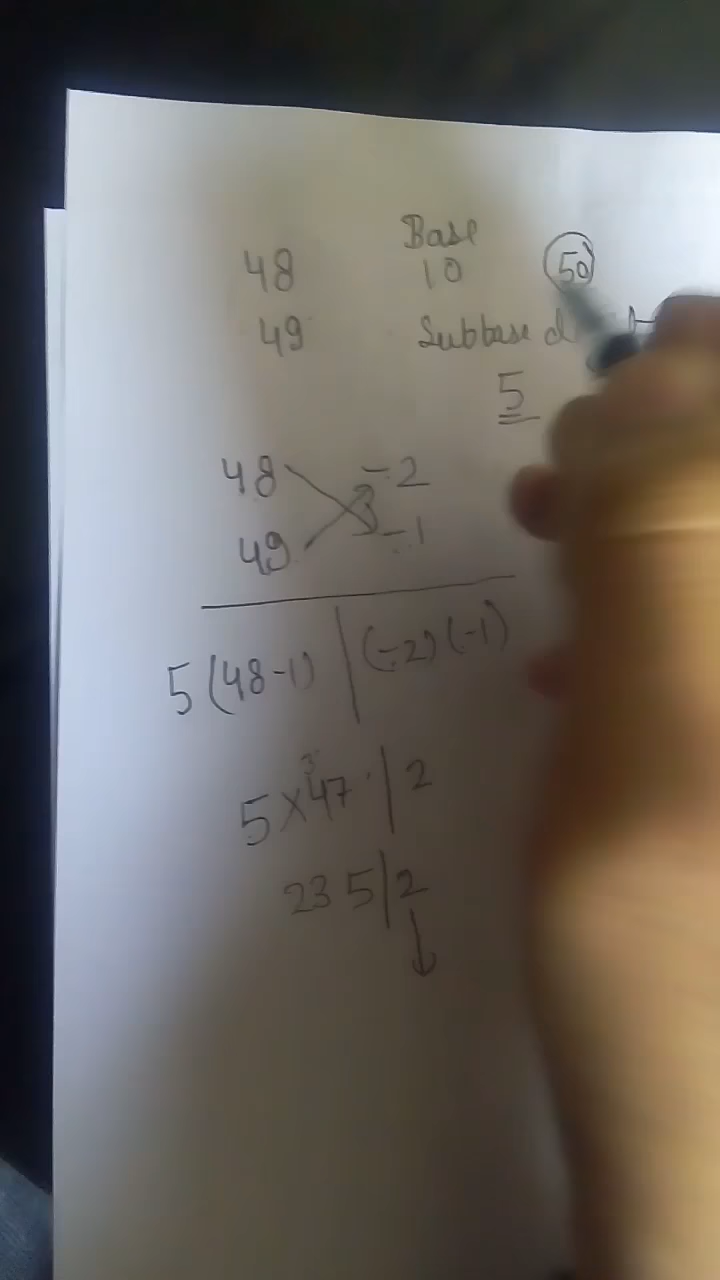 Base
48 10 50
49 Subbase
5
48 -2
49 -1
5(48-1) | (-2)(-1)
3
5×47 | 2
235 | 2